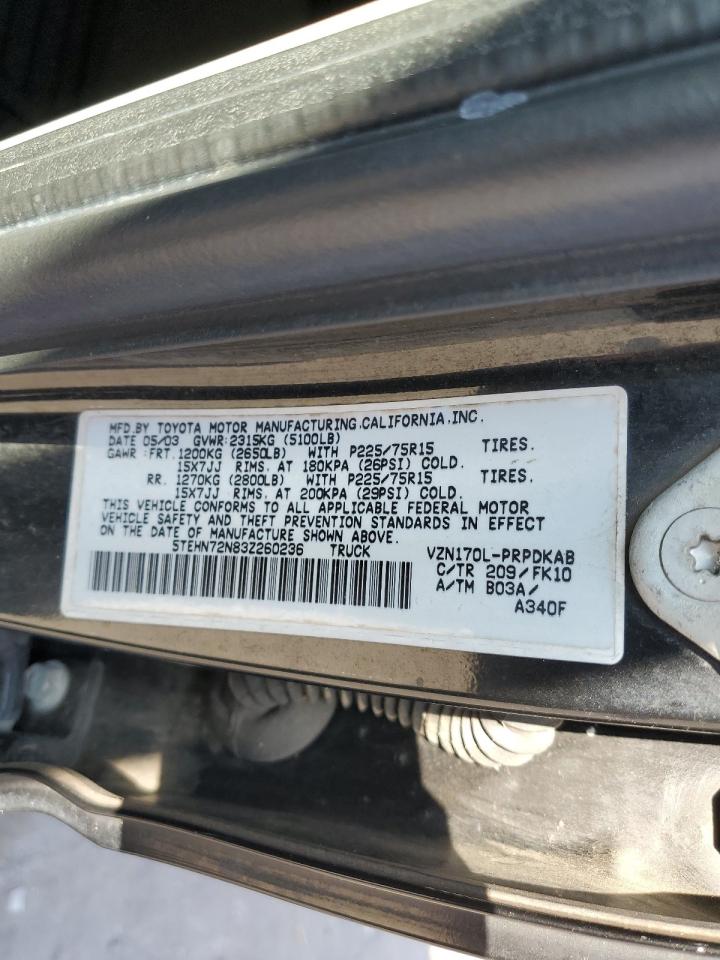 MFD.BY TOYOTA MOTOR MANUFACTURING.CALIFORNIA.INC.
DATE 05/03 GVWR:2315KG (5100LB)
GAWR :FRT.1200KG (2650LB) WITH P225/75R15 TIRES.
15X7JJ RIMS. AT 180KPA (26PSI) COLD.
RR. 1270KG (2800LB) WITH P225/75R15 TIRES.
15X7JJ RIMS. AT 200KPA (29PSI) COLD.
THIS VEHICLE CONFORMS TO ALL APPLICABLE FEDERAL MOTOR
VEHICLE SAFETY AND THEFT PREVENTION STANDARDS IN EFFECT
ON THE DATE OF MANUFACTURE SHOWN ABOVE.
5TEHN72N83Z260236 TRUCK VZN170L-PRPDKAB
C/TR 209/FK10
A/TM B03A/
A340F